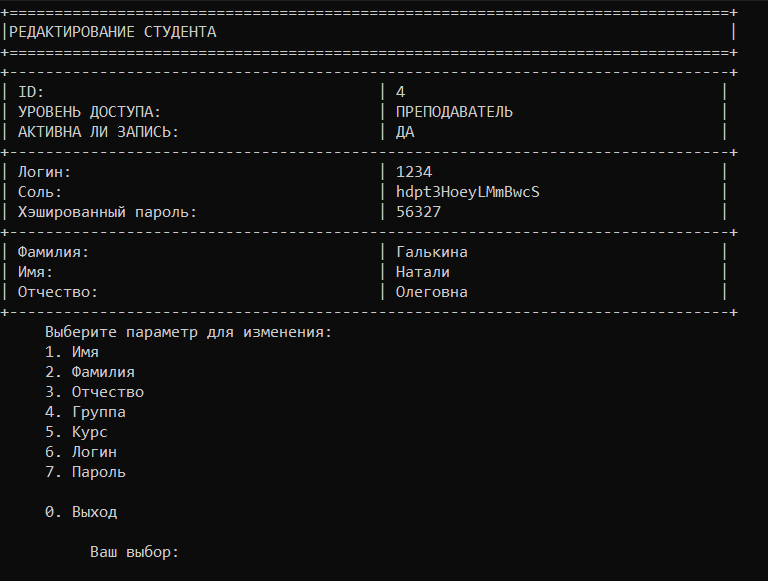 РЕДАКТИРОВАНИЕ СТУДЕНТА
ID: 4
УРОВЕНЬ ДОСТУПА: ПРЕПОДАВАТЕЛЬ
АКТИВНА ЛИ ЗАПИСЬ: ДА
Логин: 1234
Соль: hdpt3HoeyLMmBwcS
Хэшированный пароль: 56327
Фамилия: Галькина
Имя: Натали
Отчество: Олеговна
Выберите параметр для изменения:
1. Имя
2. Фамилия
3. Отчество
4. Группа
5. Курс
6. Логин
7. Пароль
0. Выход
Ваш выбор: